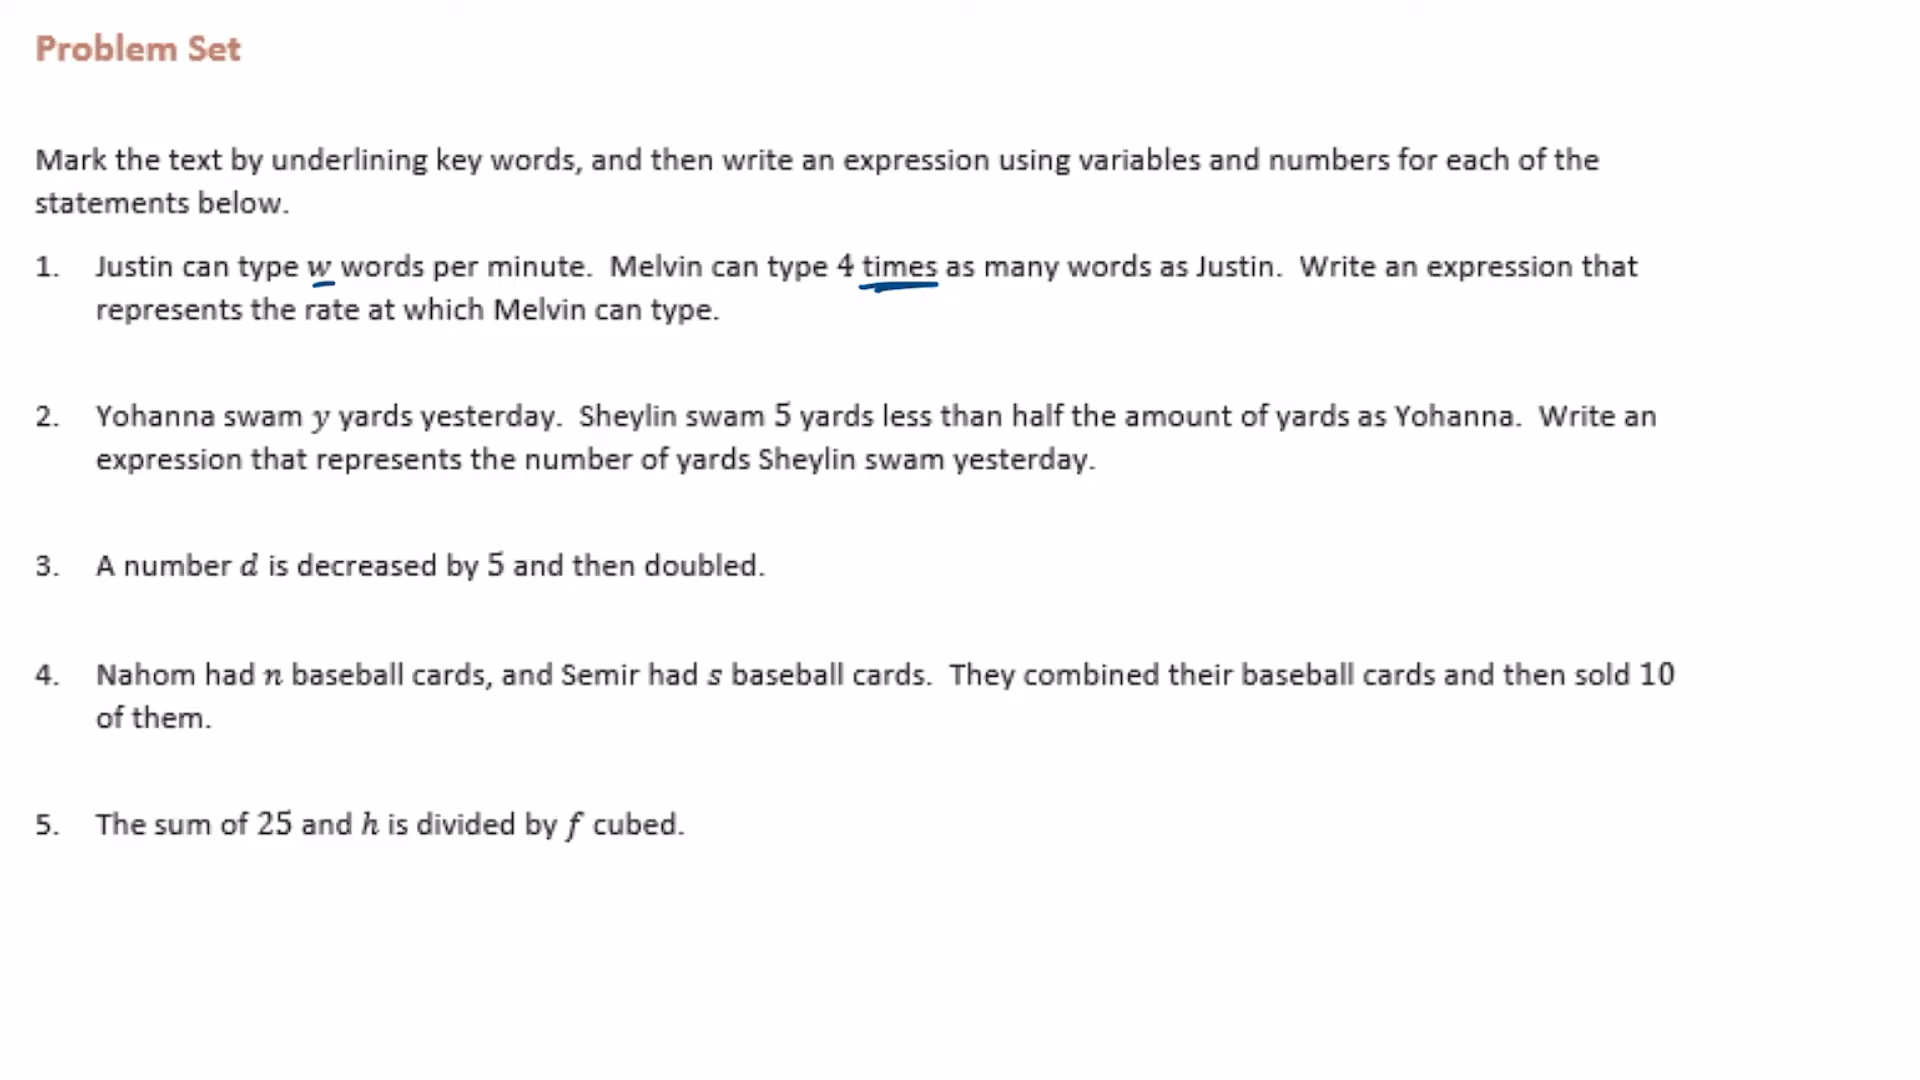 Problem Set
Mark the text by underlining key words, and then write an expression using variables and numbers for each of the
statements below.
1. Justin can type w words per minute. Melvin can type 4 times as many words as Justin. Write an expression that
represents the rate at which Melvin can type.
2. Yohanna swam y yards yesterday. Sheylin swam 5 yards less than half the amount of yards as Yohanna. Write an
expression that represents the number of yards Sheylin swam yesterday.
3. A number d is decreased by 5 and then doubled.
4. Nahom had n baseball cards, and Semir had s baseball cards. They combined their baseball cards and then sold 10
of them.
5. The sum of 25 and h is divided by f cubed.